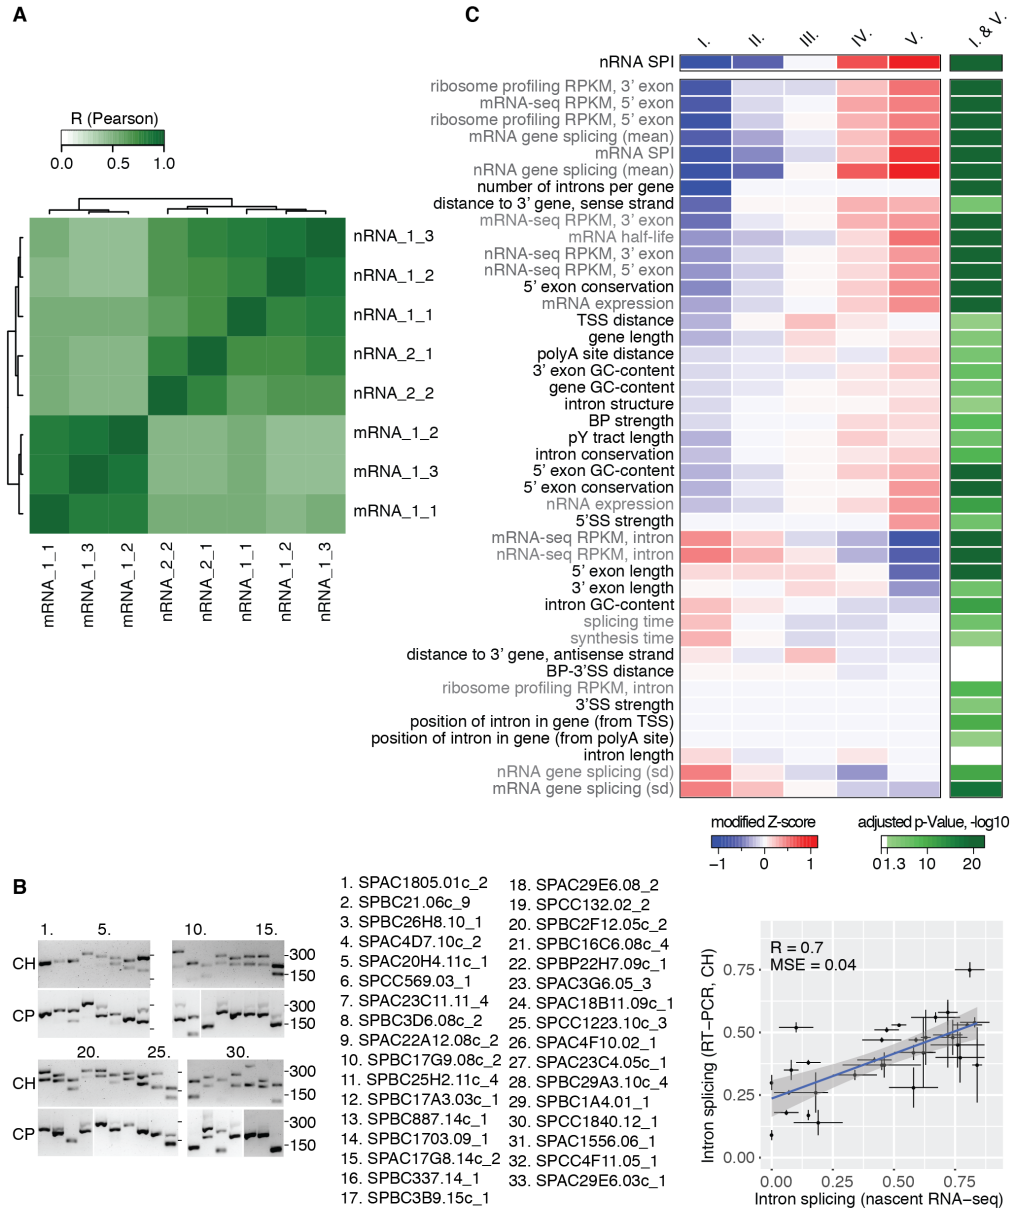 A
R (Pearson)
0.0 0.5 1.0
nRNA_1_3
nRNA_1_2
nRNA_1_1
nRNA_2_1
nRNA_2_2
mRNA_1_2
mRNA_1_3
mRNA_1_1
mRNA_1_1
mRNA_1_3
mRNA_1_2
nRNA_2_2
nRNA_2_1
nRNA_1_1
nRNA_1_2
nRNA_1_3
C
I. II. III. IV. V. I. & V.
nRNA SPI
ribosome profiling RPKM, 3’ exon
mRNA-seq RPKM, 5’ exon
ribosome profiling RPKM, 5’ exon
mRNA gene splicing (mean)
mRNA SPI
nRNA gene splicing (mean)
number of introns per gene
distance to 3’ gene, sense strand
mRNA-seq RPKM, 3’ exon
mRNA half-life
nRNA-seq RPKM, 3’ exon
nRNA-seq RPKM, 5’ exon
5’ exon conservation
mRNA expression
TSS distance
gene length
polyA site distance
3’ exon GC-content
gene GC-content
intron structure
BP strength
pY tract length
intron conservation
5’ exon GC-content
5’ exon conservation
nRNA expression
5’SS strength
mRNA-seq RPKM, intron
nRNA-seq RPKM, intron
5’ exon length
3’ exon length
intron GC-content
splicing time
synthesis time
distance to 3’ gene, antisense strand
BP-3’SS distance
ribosome profiling RPKM, intron
3’SS strength
position of intron in gene (from TSS)
position of intron in gene (from polyA site)
intron length
nRNA gene splicing (sd)
mRNA gene splicing (sd)
modified Z-score
−1 0 1
adjusted p-Value, -log10
0 1.3 10 20
B
1. 5. 10. 15.
CH
300
150
CP
300
150
20. 25. 30.
CH
300
150
CP
300
150
1. SPAC1805.01c_2
2. SPBC21.06c_9
3. SPBC26H8.10_1
4. SPAC4D7.10c_2
5. SPAC20H4.11c_1
6. SPCC569.03_1
7. SPAC23C11.11_4
8. SPBC3D6.08c_2
9. SPAC22A12.08c_2
10. SPBC17G9.08c_2
11. SPBC25H2.11c_4
12. SPBC17A3.03c_1
13. SPBC887.14c_1
14. SPBC1703.09_1
15. SPAC17G8.14c_2
16. SPBC337.14_1
17. SPBC3B9.15c_1
18. SPAC29E6.08_2
19. SPCC132.02_2
20. SPBC2F12.05c_2
21. SPBC16C6.08c_4
22. SPBP22H7.09c_1
23. SPAC3G6.05_3
24. SPAC18B11.09c_1
25. SPCC1223.10c_3
26. SPAC4F10.02_1
27. SPAC23C4.05c_1
28. SPBC29A3.10c_4
29. SPBC1A4.01_1
30. SPCC1840.12_1
31. SPAC1556.06_1
32. SPCC4F11.05_1
33. SPAC29E6.03c_1
R = 0.7
MSE = 0.04
Intron splicing (RT−PCR, CH)
0.75
0.50
0.25
0.00
0.00 0.25 0.50 0.75
Intron splicing (nascent RNA−seq)